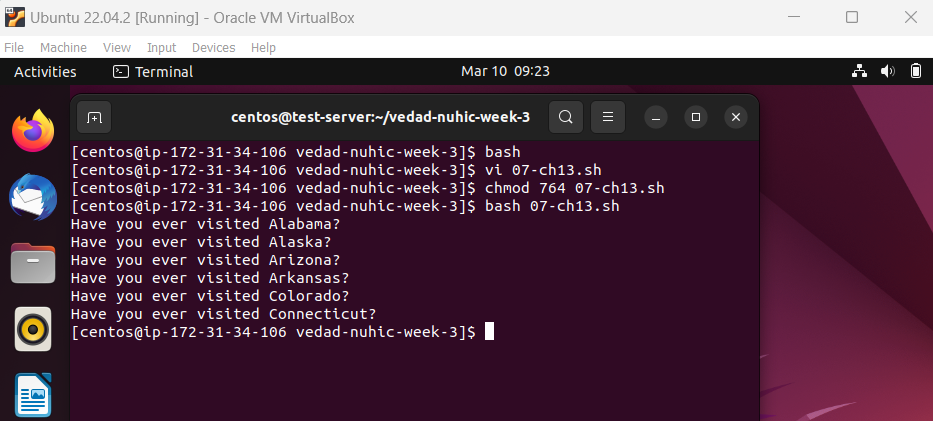 Ubuntu 22.04.2 [Running] - Oracle VM VirtualBox
File Machine View Input Devices Help
Activities Terminal Mar 10 09:23
centos@test-server:~/vedad-nuhic-week-3
[centos@ip-172-31-34-106 vedad-nuhic-week-3]$ bash
[centos@ip-172-31-34-106 vedad-nuhic-week-3]$ vi 07-ch13.sh
[centos@ip-172-31-34-106 vedad-nuhic-week-3]$ chmod 764 07-ch13.sh
[centos@ip-172-31-34-106 vedad-nuhic-week-3]$ bash 07-ch13.sh
Have you ever visited Alabama?
Have you ever visited Alaska?
Have you ever visited Arizona?
Have you ever visited Arkansas?
Have you ever visited Colorado?
Have you ever visited Connecticut?
[centos@ip-172-31-34-106 vedad-nuhic-week-3]$